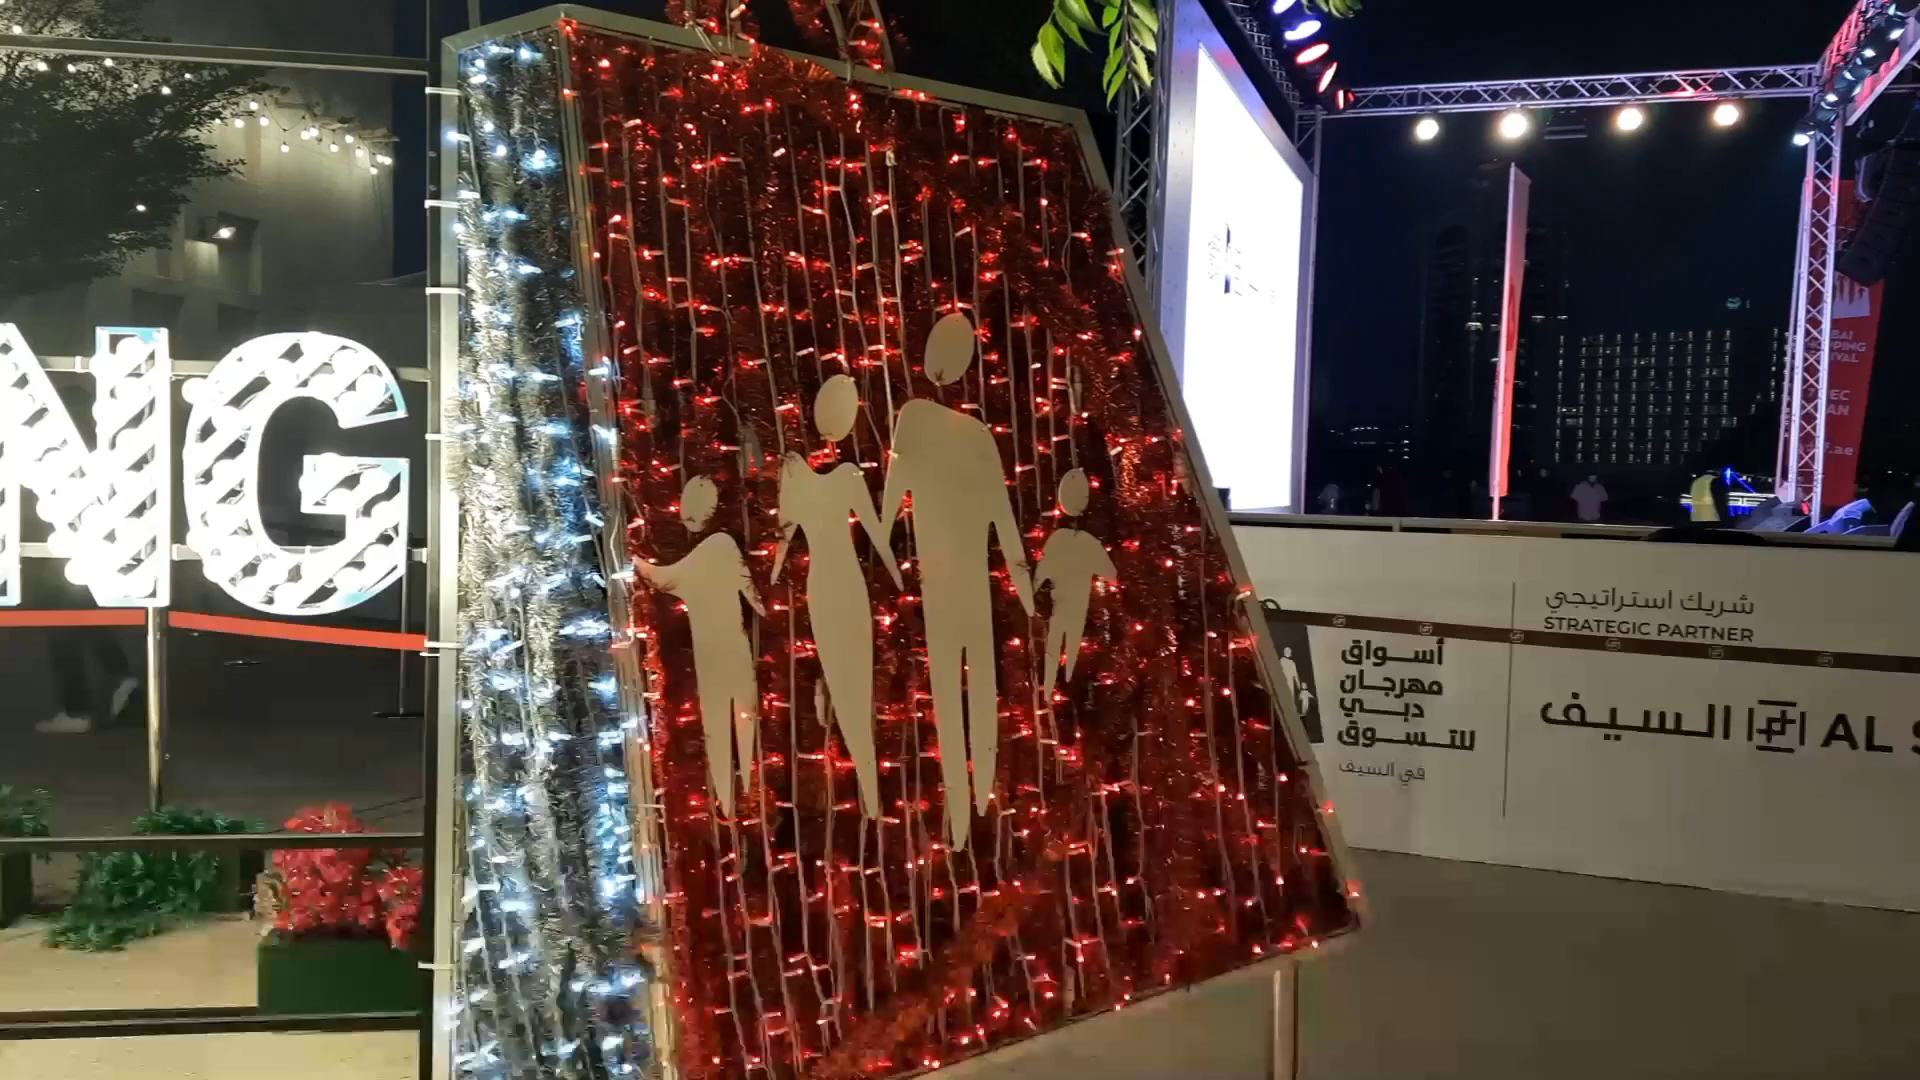 NG
شريك استراتيجي
STRATEGIC PARTNER
أسواق
مهرجان
دبي
للتسوق
في السيف
السيف AL